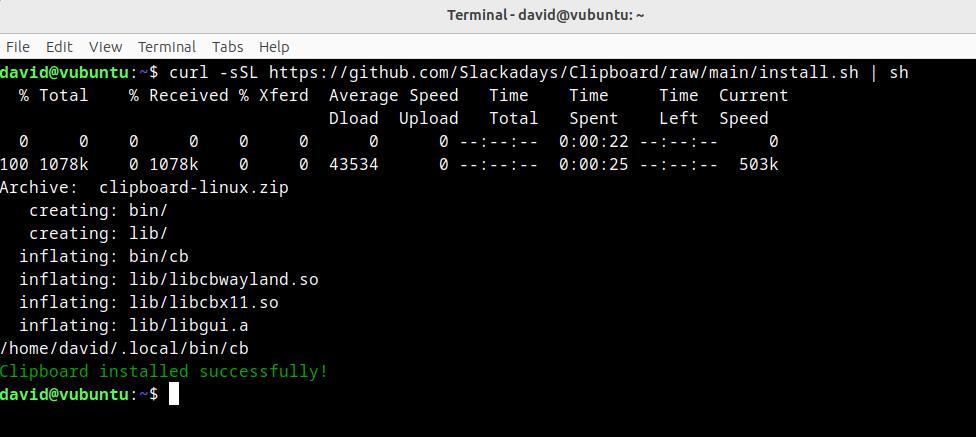 Terminal - david@vubuntu: ~
File Edit View Terminal Tabs Help
david@vubuntu:~$ curl -sSL https://github.com/Slackadays/Clipboard/raw/main/install.sh | sh
  % Total    % Received % Xferd  Average Speed   Time    Time     Time  Current
                                 Dload  Upload   Total   Spent    Left  Speed
  0     0    0     0    0     0      0      0 --:--:--  0:00:22 --:--:--     0
100 1078k    0 1078k    0     0  43534      0 --:--:--  0:00:25 --:--:--  503k
Archive:  clipboard-linux.zip
   creating: bin/
   creating: lib/
  inflating: bin/cb
  inflating: lib/libcbwayland.so
  inflating: lib/libcbx11.so
  inflating: lib/libgui.a
/home/david/.local/bin/cb
Clipboard installed successfully!
david@vubuntu:~$